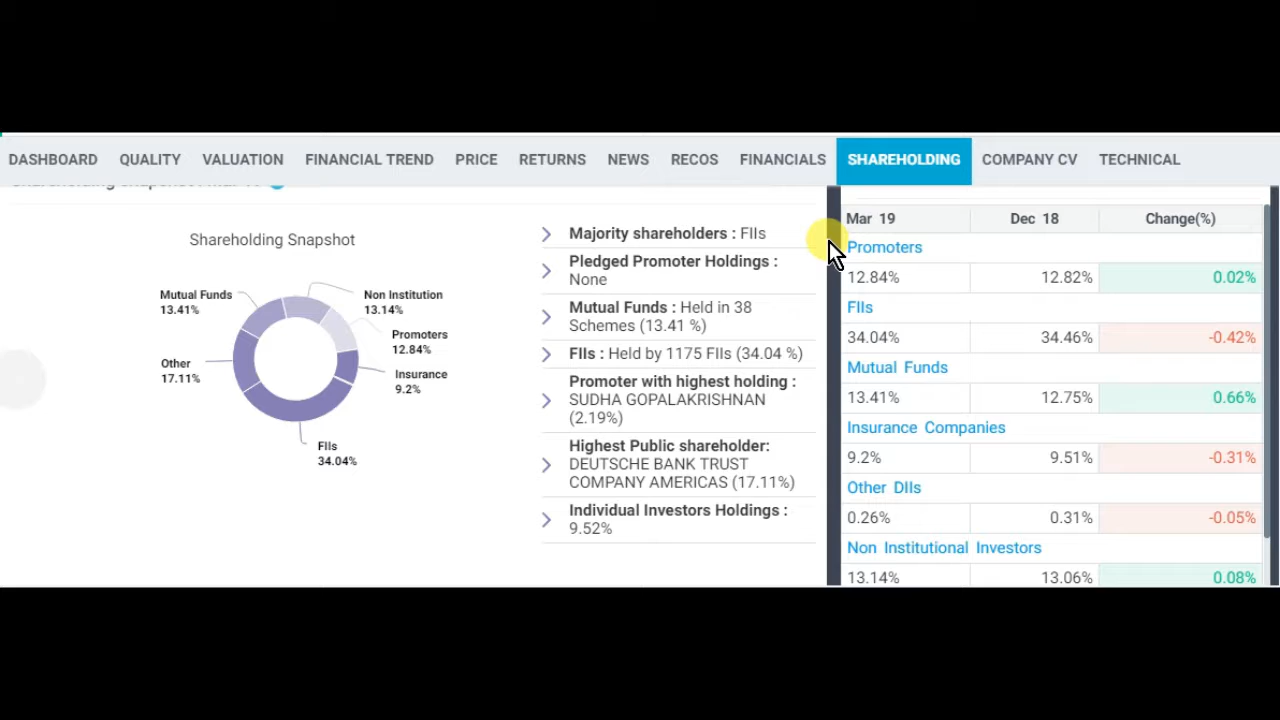 DASHBOARD QUALITY VALUATION FINANCIAL TREND PRICE RETURNS NEWS RECOS FINANCIALS SHAREHOLDING COMPANY CV TECHNICAL
Shareholding Snapshot
Mutual Funds
13.41%
Non Institution
13.14%
Promoters
12.84%
Other
17.11%
Insurance
9.2%
FIIs
34.04%
Majority shareholders : FIIs
Pledged Promoter Holdings :
None
Mutual Funds : Held in 38
Schemes (13.41 %)
FIIs : Held by 1175 FIIs (34.04 %)
Promoter with highest holding :
SUDHA GOPALAKRISHNAN
(2.19%)
Highest Public shareholder:
DEUTSCHE BANK TRUST
COMPANY AMERICAS (17.11%)
Individual Investors Holdings :
9.52%
Mar 19 Dec 18 Change(%)
Promoters
12.84% 12.82% 0.02%
FIIs
34.04% 34.46% -0.42%
Mutual Funds
13.41% 12.75% 0.66%
Insurance Companies
9.2% 9.51% -0.31%
Other DIIs
0.26% 0.31% -0.05%
Non Institutional Investors
13.14% 13.06% 0.08%